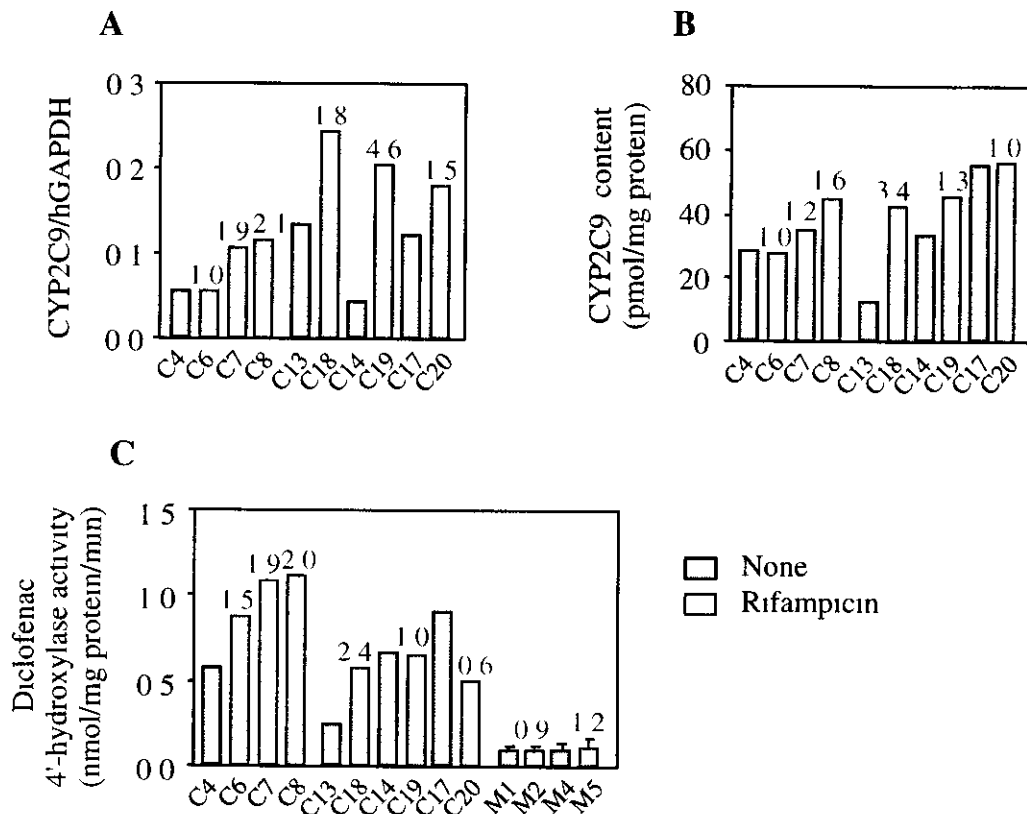 A
CYP2C9/hGAPDH
0 3
0 2
0 1
0 0
1 0
1 9
2 1
1 8
4 6
1 5
C4 C6 C7 C8 C13 C18 C14 C19 C17 C20
B
CYP2C9 content
(pmol/mg protein)
80
60
40
20
0
1 0
1 2
1 6
3 4
1 3
1 0
C4 C6 C7 C8 C13 C18 C14 C19 C17 C20
C
Diclofenac
4'-hydroxylase activity
(nmol/mg protein/min)
1 5
1 0
0 5
0 0
1 5
1 9
2 0
2 4
1 0
0 6
0 9
1 2
C4 C6 C7 C8 C13 C18 C14 C19 C17 C20 M1 M2 M4 M5
None
Rifampicin